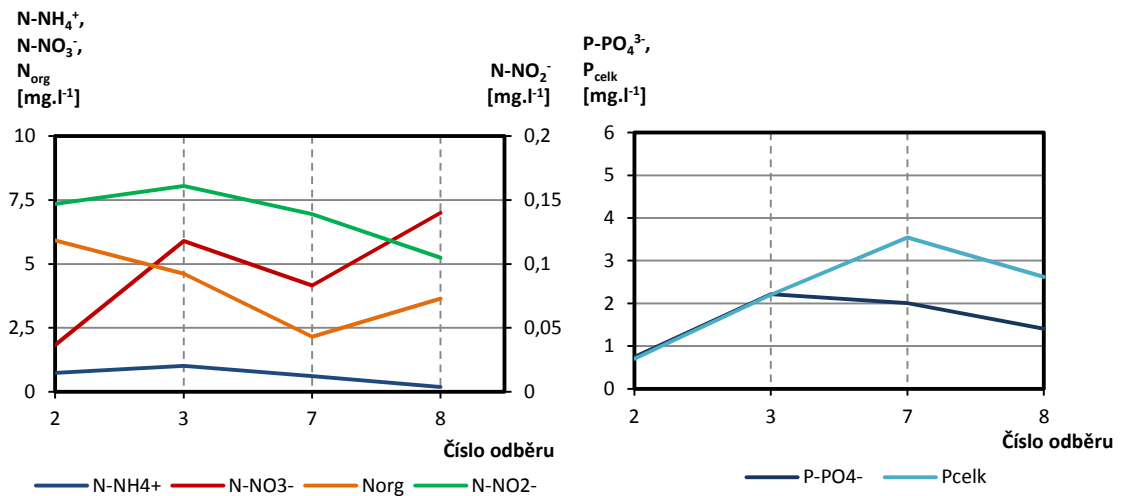 N-NH₄⁺,
N-NO₃⁻,
N_org
[mg.l⁻¹]
N-NO₂⁻
[mg.l⁻¹]
10
7,5
5
2,5
0
0,2
0,15
0,1
0,05
0
2 3 7 8
Číslo odběru
N-NH4+ N-NO3- Norg N-NO2-
P-PO₄³⁻,
P_celk
[mg.l⁻¹]
6
5
4
3
2
1
0
2 3 7 8
Číslo odběru
P-PO4- Pcelk